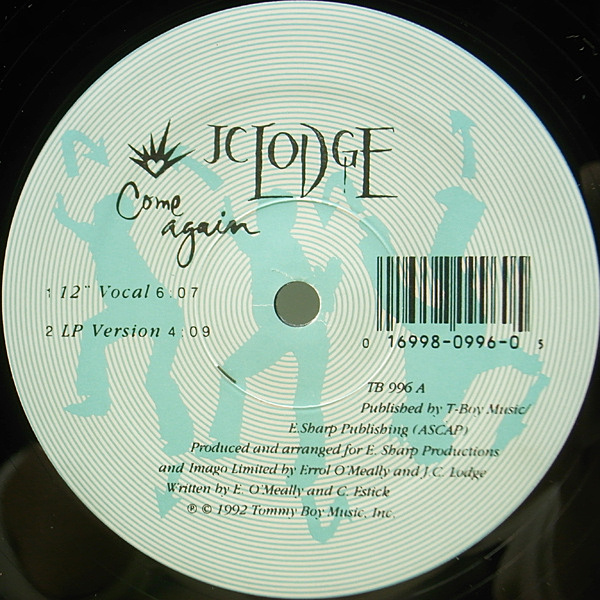 JC LODGE
Come
again
1 12" Vocal 6:07
2 LP Version 4:09
0 16998-0996-0 5
TB 996 A
Published by T-Boy Music/
E.Sharp Publishing (ASCAP)
Produced and arranged for E. Sharp Productions
and Imago Limited by Errol O'Meally and J.C. Lodge
Written by E. O'Meally and C. Estick
℗ © 1992 Tommy Boy Music, Inc.